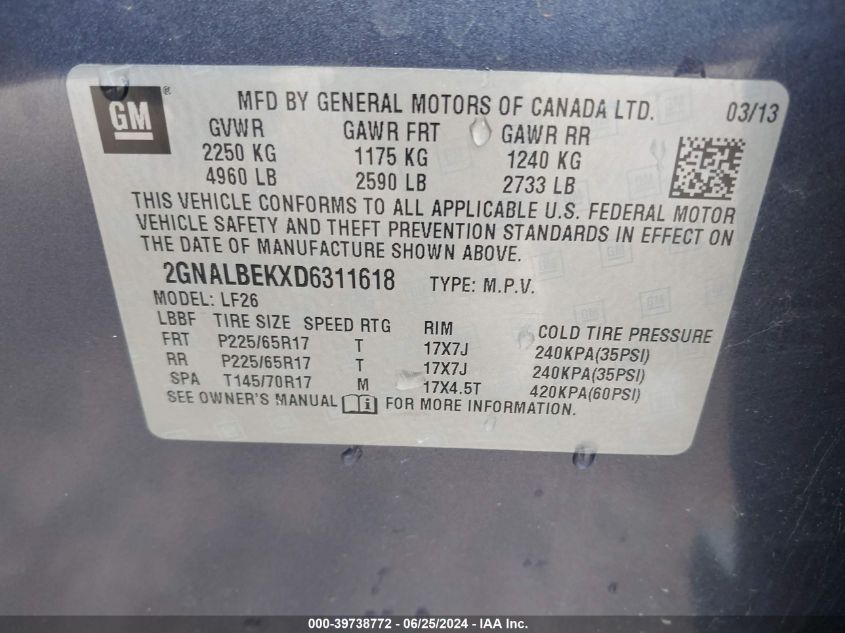 GM ® MFD BY GENERAL MOTORS OF CANADA LTD. 03/13
GVWR GAWR FRT GAWR RR
2250 KG 1175 KG 1240 KG
4960 LB 2590 LB 2733 LB
THIS VEHICLE CONFORMS TO ALL APPLICABLE U.S. FEDERAL MOTOR
VEHICLE SAFETY AND THEFT PREVENTION STANDARDS IN EFFECT ON
THE DATE OF MANUFACTURE SHOWN ABOVE.
2GNALBEKXD6311618 TYPE: M.P.V.
MODEL: LF26
LBBF TIRE SIZE SPEED RTG RIM COLD TIRE PRESSURE
FRT P225/65R17 T 17X7J 240KPA(35PSI)
RR P225/65R17 T 17X7J 240KPA(35PSI)
SPA T145/70R17 M 17X4.5T 420KPA(60PSI)
SEE OWNER'S MANUAL i FOR MORE INFORMATION.
000-39738772 - 06/25/2024 - IAA Inc.